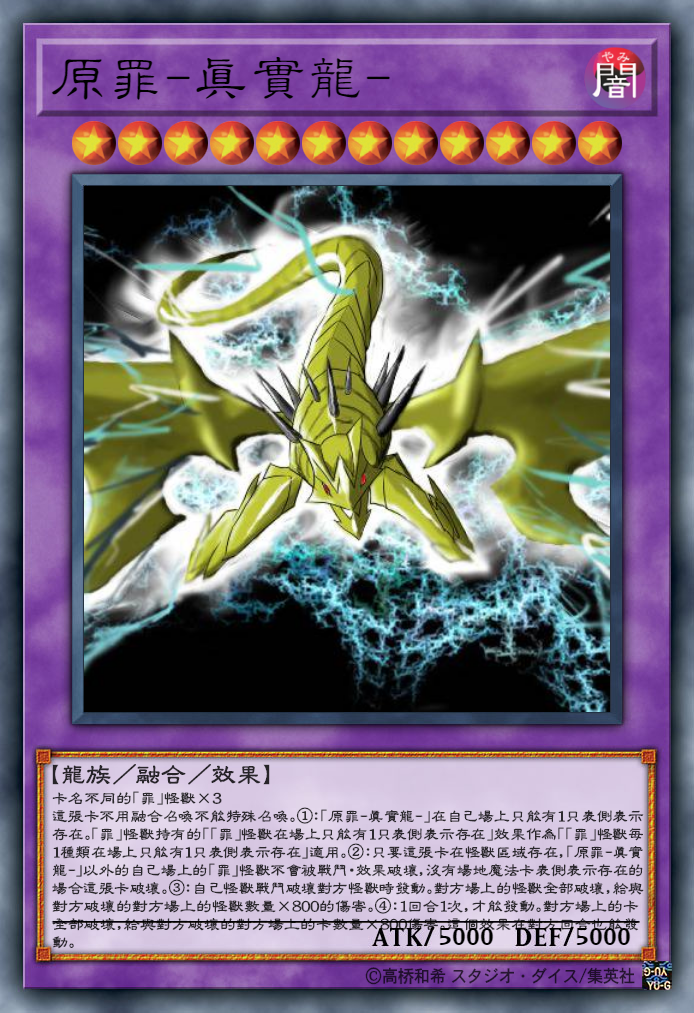 原罪-眞實龍-
やみ
闇
【龍族／融合／效果】
卡名不同的「罪」怪獸×3
這張卡不用融合召喚不能特殊召喚。①:「原罪-眞實龍-」在自己場上只能有1只表側表示
存在。「罪」怪獸持有的「「罪」怪獸在場上只能有1只表側表示存在」效果作為「「罪」怪獸每
1種類在場上只能有1只表側表示存在」適用。②:只要這張卡在怪獸區域存在,「原罪-眞實
龍-」以外的自己場上的「罪」怪獸不會被戰鬥・效果破壞,沒有場地魔法卡表側表示存在的
場合這張卡破壞。③:自己怪獸戰鬥破壞對方怪獸時發動。對方場上的怪獸全部破壞,給與
對方破壞的對方場上的怪獸數量×800的傷害。④:1回合1次,才能發動。對方場上的卡
全部破壞,給與對方破壞的對方場上的卡數量×800傷害。這個效果在對方回合也能發
動。
ATK/5000 DEF/5000
©高桥和希 スタジオ・ダイス/集英社